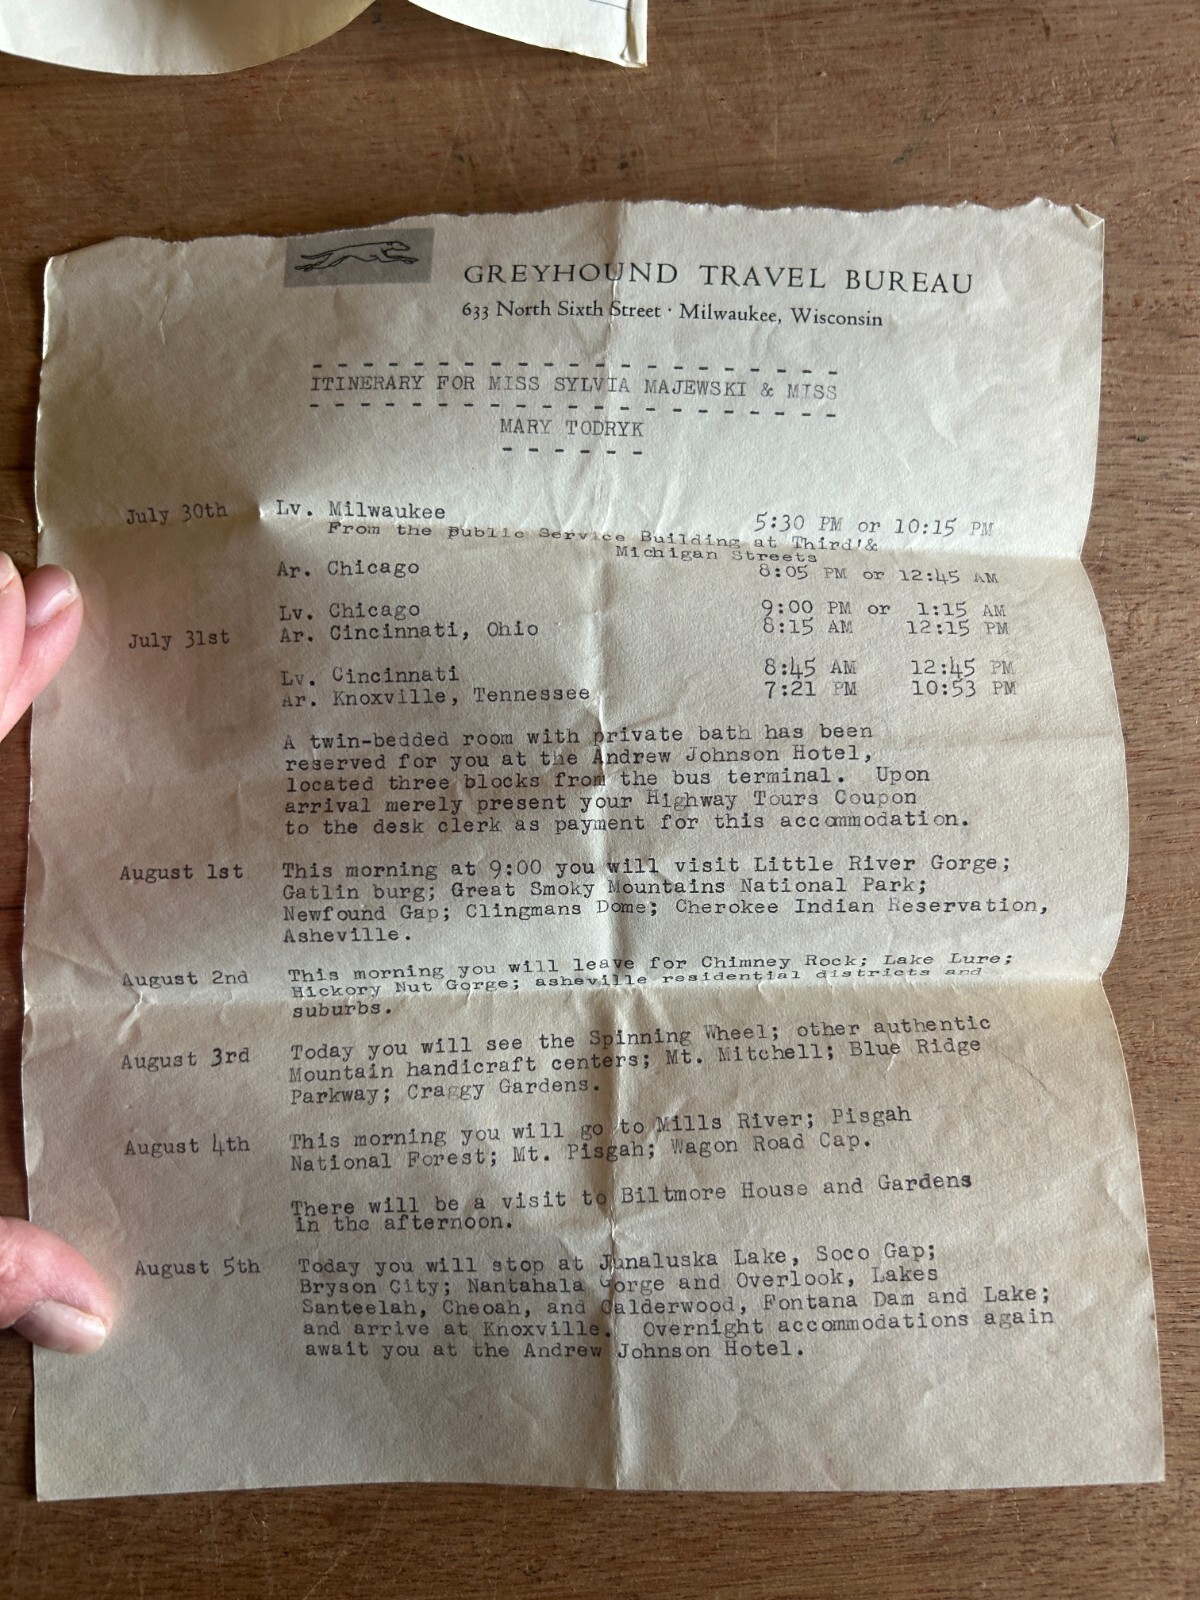 GREYHOUND TRAVEL BUREAU
633 North Sixth Street · Milwaukee, Wisconsin
ITINERARY FOR MISS SYLVIA MAJEWSKI & MISS
MARY TODRYK
July 30th Lv. Milwaukee 5:30 PM or 10:15 PM
From the Public Service Building at Third'&
Michigan Streets
Ar. Chicago 8:05 PM or 12:45 AM
Lv. Chicago 9:00 PM or 1:15 AM
July 31st Ar. Cincinnati, Ohio 8:15 AM 12:15 PM
Lv. Cincinnati 8:45 AM 12:45 PM
Ar. Knoxville, Tennessee 7:21 PM 10:53 PM
A twin-bedded room with private bath has been
reserved for you at the Andrew Johnson Hotel,
located three blocks from the bus terminal. Upon
arrival merely present your Highway Tours Coupon
to the desk clerk as payment for this accommodation.
August 1st This morning at 9:00 you will visit Little River Gorge;
Gatlin burg; Great Smoky Mountains National Park;
Newfound Gap; Clingmans Dome; Cherokee Indian Reservation,
Asheville.
August 2nd This morning you will leave for Chimney Rock; Lake Lure;
Hickory Nut Gorge; asheville residential districts and
suburbs.
August 3rd Today you will see the Spinning Wheel; other authentic
Mountain handicraft centers; Mt. Mitchell; Blue Ridge
Parkway; Craggy Gardens.
August 4th This morning you will go to Mills River; Pisgah
National Forest; Mt. Pisgah; Wagon Road Cap.
There will be a visit to Biltmore House and Gardens
in the afternoon.
August 5th Today you will stop at Junaluska Lake, Soco Gap;
Bryson City; Nantahala Gorge and Overlook, Lakes
Santeelah, Cheoah, and Calderwood, Fontana Dam and Lake;
and arrive at Knoxville. Overnight accommodations again
await you at the Andrew Johnson Hotel.